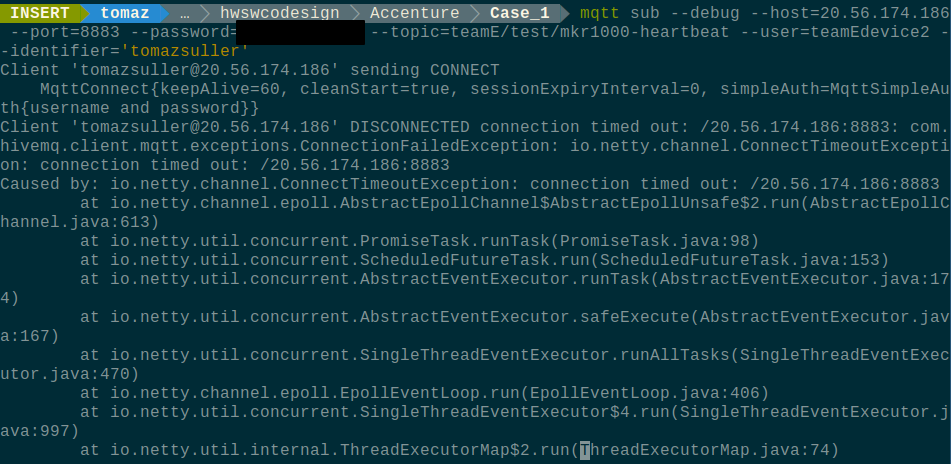 INSERT tomaz … hwswcodesign Accenture Case_1 mqtt sub --debug --host=20.56.174.186
--port=8883 --password= --topic=teamE/test/mkr1000-heartbeat --user=teamEdevice2 -
-identifier='tomazsuller'
Client 'tomazsuller@20.56.174.186' sending CONNECT
MqttConnect{keepAlive=60, cleanStart=true, sessionExpiryInterval=0, simpleAuth=MqttSimpleAu
th{username and password}}
Client 'tomazsuller@20.56.174.186' DISCONNECTED connection timed out: /20.56.174.186:8883: com.
hivemq.client.mqtt.exceptions.ConnectionFailedException: io.netty.channel.ConnectTimeoutExcepti
on: connection timed out: /20.56.174.186:8883
Caused by: io.netty.channel.ConnectTimeoutException: connection timed out: /20.56.174.186:8883
at io.netty.channel.epoll.AbstractEpollChannel$AbstractEpollUnsafe$2.run(AbstractEpollC
hannel.java:613)
at io.netty.util.concurrent.PromiseTask.runTask(PromiseTask.java:98)
at io.netty.util.concurrent.ScheduledFutureTask.run(ScheduledFutureTask.java:153)
at io.netty.util.concurrent.AbstractEventExecutor.runTask(AbstractEventExecutor.java:17
4)
at io.netty.util.concurrent.AbstractEventExecutor.safeExecute(AbstractEventExecutor.jav
a:167)
at io.netty.util.concurrent.SingleThreadEventExecutor.runAllTasks(SingleThreadEventExec
utor.java:470)
at io.netty.channel.epoll.EpollEventLoop.run(EpollEventLoop.java:406)
at io.netty.util.concurrent.SingleThreadEventExecutor$4.run(SingleThreadEventExecutor.j
ava:997)
at io.netty.util.internal.ThreadExecutorMap$2.run(ThreadExecutorMap.java:74)